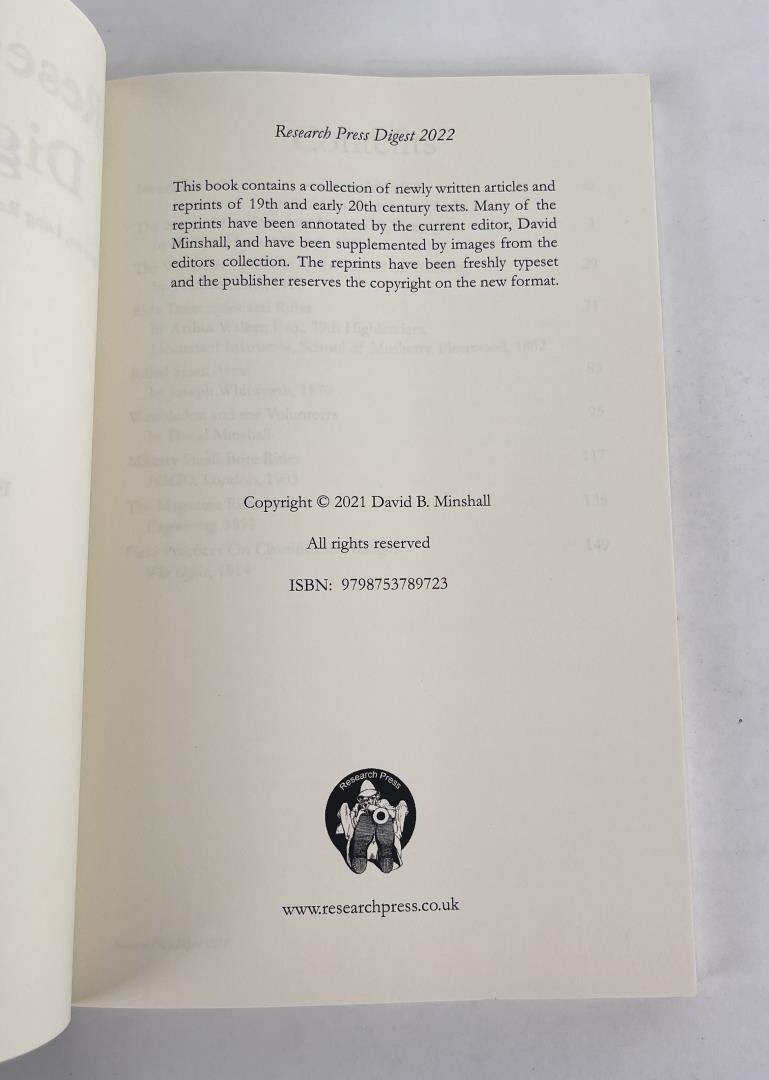 Research Press Digest 2022
This book contains a collection of newly written articles and
reprints of 19th and early 20th century texts. Many of the
reprints have been annotated by the current editor, David
Minshall, and have been supplemented by images from the
editors collection. The reprints have been freshly typeset
and the publisher reserves the copyright on the new format.
Copyright © 2021 David B. Minshall
All rights reserved
ISBN: 9798753789723
Research Press
www.researchpress.co.uk